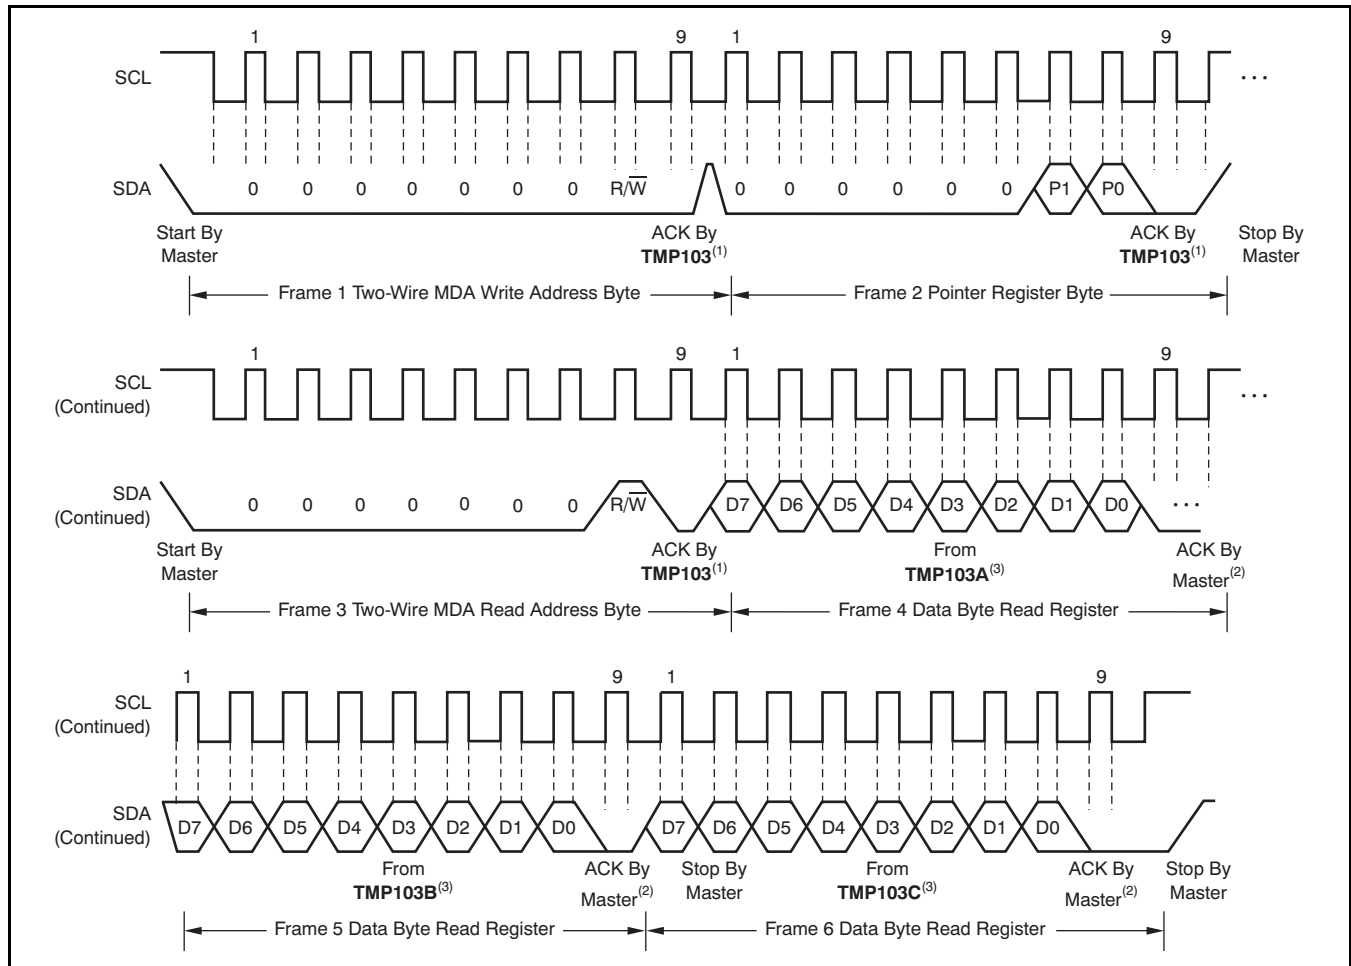 1 9 1 9
SCL ...
SDA 0 0 0 0 0 0 0 R/W̅ 0 0 0 0 0 0 P1 P0
Start By Master ACK By TMP103(1) ACK By TMP103(1) Stop By Master
Frame 1 Two-Wire MDA Write Address Byte Frame 2 Pointer Register Byte
1 9 1 9
SCL (Continued) ...
SDA (Continued) 0 0 0 0 0 0 0 R/W̅ D7 D6 D5 D4 D3 D2 D1 D0 ...
Start By Master ACK By TMP103(1) From TMP103A(3) ACK By Master(2)
Frame 3 Two-Wire MDA Read Address Byte Frame 4 Data Byte Read Register
1 9 1 9
SCL (Continued)
SDA (Continued) D7 D6 D5 D4 D3 D2 D1 D0 D7 D6 D5 D4 D3 D2 D1 D0
From TMP103B(3) ACK By Master(2) Stop By Master From TMP103C(3) ACK By Master(2) Stop By Master
Frame 5 Data Byte Read Register Frame 6 Data Byte Read Register